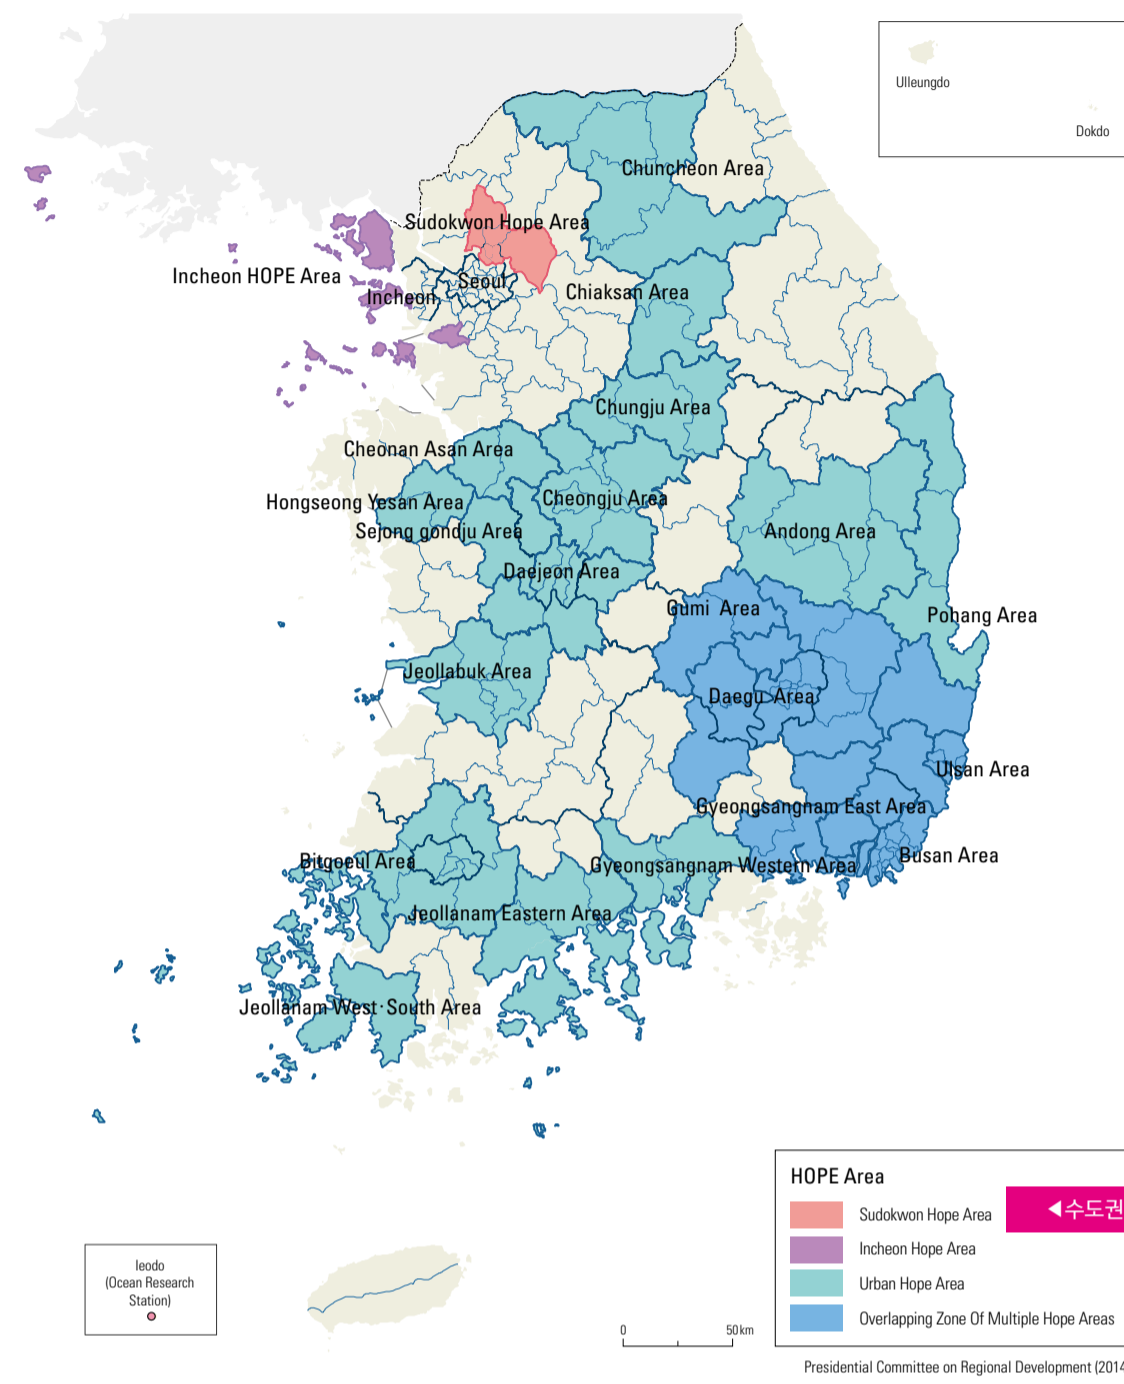 Ulleungdo
Dokdo
Chuncheon Area
Sudokwon Hope Area
Incheon HOPE Area
Seoul
Incheon
Chiaksan Area
Chungju Area
Cheonan Asan Area
Hongseong Yesan Area
Cheongju Area
Sejong gondju Area
Andong Area
Daejeon Area
Gumi Area
Pohang Area
Jeollabuk Area
Daegu Area
Ulsan Area
Gyeongsangnam East Area
Bitgoeul Area
Gyeongsangnam Western Area
Busan Area
Jeollanam Eastern Area
Jeollanam West·South Area
HOPE Area
Sudokwon Hope Area
◀수도권
Incheon Hope Area
Urban Hope Area
Overlapping Zone Of Multiple Hope Areas
Ieodo
(Ocean Research
Station)
0 50km
Presidential Committee on Regional Development (2014